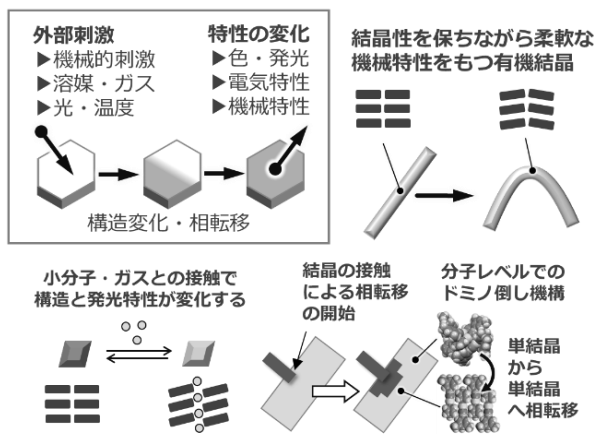 外部刺激
▶機械的刺激
▶溶媒・ガス
▶光・温度
特性の変化
▶色・発光
▶電気特性
▶機械特性
構造変化・相転移
結晶性を保ちながら柔軟な
機械特性をもつ有機結晶
小分子・ガスとの接触で
構造と発光特性が変化する
結晶の接触
による相転移
の開始
分子レベルでの
ドミノ倒し機構
単結晶
から
単結晶
へ相転移